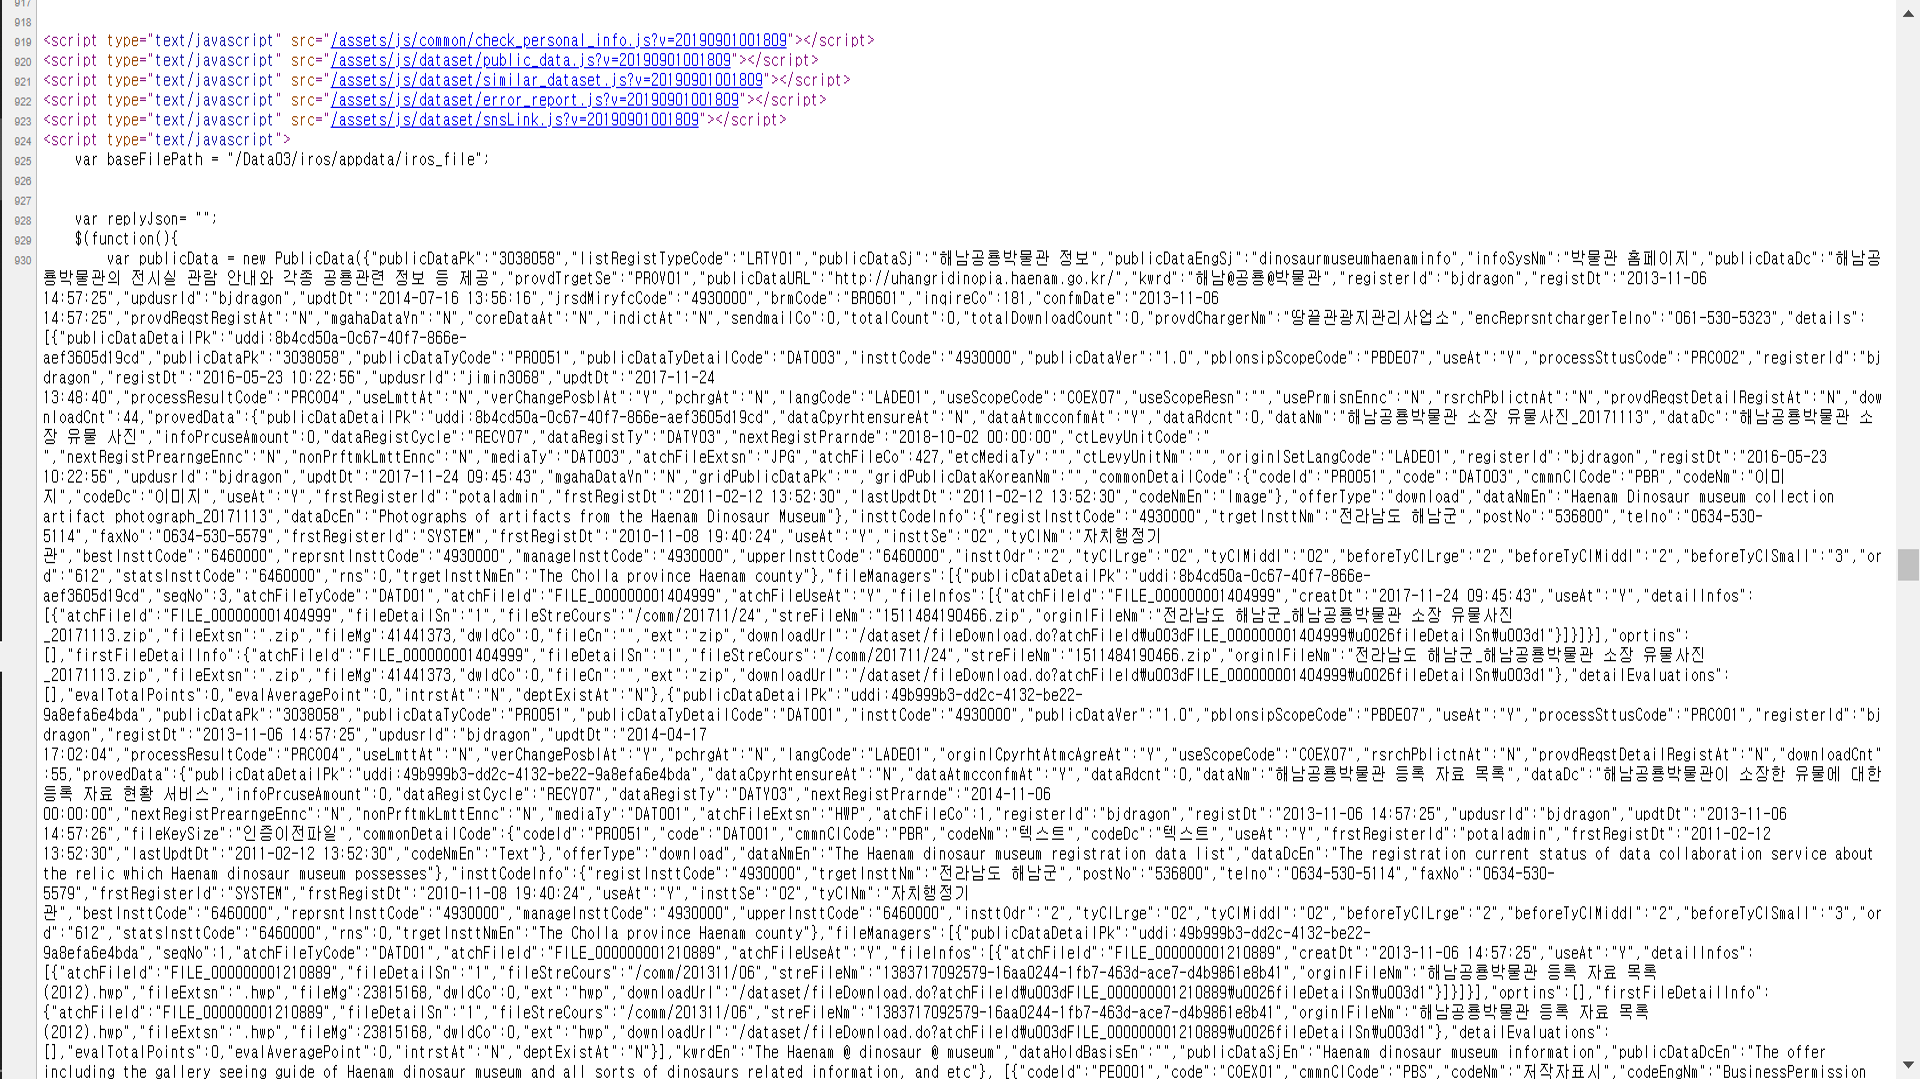 917
918
919 <script type="text/javascript" src="/assets/js/common/check_personal_info.js?v=20190901001809"></script>
920 <script type="text/javascript" src="/assets/js/dataset/public_data.js?v=20190901001809"></script>
921 <script type="text/javascript" src="/assets/js/dataset/similar_dataset.js?v=20190901001809"></script>
922 <script type="text/javascript" src="/assets/js/dataset/error_report.js?v=20190901001809"></script>
923 <script type="text/javascript" src="/assets/js/dataset/snsLink.js?v=20190901001809"></script>
924 <script type="text/javascript">
925 var baseFilePath = "/Data03/iros/appdata/iros_file";
926
927
928 var replyJson= "";
929 $(function(){
930 var publicData = new PublicData({"publicDataPk":"3038058","listRegistTypeCode":"LRTY01","publicDataSj":"해남공룡박물관 정보","publicDataEngSj":"dinosaurmuseumhaenaminfo","infoSysNm":"박물관 홈페이지","publicDataDc":"해남공
룡박물관의 전시실 관람 안내와 각종 공룡관련 정보 등 제공","provdTrgetSe":"PROV01","publicDataURL":"http://uhangridinopia.haenam.go.kr/","kwrd":"해남@공룡@박물관","registerId":"bjdragon","registDt":"2013-11-06
14:57:25","updusrId":"bjdragon","updtDt":"2014-07-16 13:56:16","jrsdMiryfcCode":"4930000","brmCode":"BR0601","inqireCo":181,"confmDate":"2013-11-06
14:57:25","provdReqstRegistAt":"N","mgahaDataYn":"N","coreDataAt":"N","indictAt":"N","sendmailCo":0,"totalCount":0,"totalDownloadCount":0,"provdChargerNm":"땅끝관광지관리사업소","encReprsntchargerTelno":"061-530-5323","details":
[{"publicDataDetailPk":"uddi:8b4cd50a-0c67-40f7-866e-
aef3605d19cd","publicDataPk":"3038058","publicDataTyCode":"PR0051","publicDataTyDetailCode":"DAT003","insttCode":"4930000","publicDataVer":"1.0","pblonsipScopeCode":"PBDE07","useAt":"Y","processSttusCode":"PRC002","registerId":"bj
dragon","registDt":"2016-05-23 10:22:56","updusrId":"jimin3068","updtDt":"2017-11-24
13:48:40","processResultCode":"PRC004","useLmttAt":"N","verChangePosblAt":"Y","pchrgAt":"N","langCode":"LADE01","useScopeCode":"COEX07","useScopeResn":"","usePrmisnEnnc":"N","rsrchPblictnAt":"N","provdReqstDetailRegistAt":"N","dow
nloadCnt":44,"provedData":{"publicDataDetailPk":"uddi:8b4cd50a-0c67-40f7-866e-aef3605d19cd","dataCpyrhtensureAt":"N","dataAtmcconfmAt":"Y","dataRdcnt":0,"dataNm":"해남공룡박물관 소장 유물사진_20171113","dataDc":"해남공룡박물관 소
장 유물 사진","infoPrcuseAmount":0,"dataRegistCycle":"RECY07","dataRegistTy":"DATY03","nextRegistPrarnde":"2018-10-02 00:00:00","ctLevyUnitCode":"
","nextRegistPrearngeEnnc":"N","nonPrftmkLmttEnnc":"N","mediaTy":"DAT003","atchFileExtsn":"JPG","atchFileCo":427,"etcMediaTy":"","ctLevyUnitNm":"","originlSetLangCode":"LADE01","registerId":"bjdragon","registDt":"2016-05-23
10:22:56","updusrId":"bjdragon","updtDt":"2017-11-24 09:45:43","mgahaDataYn":"N","gridPublicDataPk":"","gridPublicDataKoreanNm":"","commonDetailCode":{"codeId":"PR0051","code":"DAT003","cmmnClCode":"PBR","codeNm":"이미
지","codeDc":"이미지","useAt":"Y","frstRegisterId":"potaladmin","frstRegistDt":"2011-02-12 13:52:30","lastUpdtDt":"2011-02-12 13:52:30","codeNmEn":"Image"},"offerType":"download","dataNmEn":"Haenam Dinosaur museum collection
artifact photograph_20171113","dataDcEn":"Photographs of artifacts from the Haenam Dinosaur Museum"},"insttCodeInfo":{"registInsttCode":"4930000","trgetInsttNm":"전라남도 해남군","postNo":"536800","telno":"0634-530-
5114","faxNo":"0634-530-5579","frstRegisterId":"SYSTEM","frstRegistDt":"2010-11-08 19:40:24","useAt":"Y","insttSe":"02","tyClNm":"자치행정기
관","bestInsttCode":"6460000","reprsntInsttCode":"4930000","manageInsttCode":"4930000","upperInsttCode":"6460000","insttOdr":"2","tyClLrge":"02","tyClMiddl":"02","beforeTyClLrge":"2","beforeTyClMiddl":"2","beforeTyClSmall":"3","or
d":"612","statsInsttCode":"6460000","rns":0,"trgetInsttNmEn":"The Cholla province Haenam county"},"fileManagers":[{"publicDataDetailPk":"uddi:8b4cd50a-0c67-40f7-866e-
aef3605d19cd","seqNo":3,"atchFileTyCode":"DATD01","atchFileId":"FILE_000000001404999","atchFileUseAt":"Y","fileInfos":[{"atchFileId":"FILE_000000001404999","creatDt":"2017-11-24 09:45:43","useAt":"Y","detailInfos":
[{"atchFileId":"FILE_000000001404999","fileDetailSn":"1","fileStreCours":"/comm/201711/24","streFileNm":"1511484190466.zip","orginlFileNm":"전라남도 해남군_해남공룡박물관 소장 유물사진
_20171113.zip","fileExtsn":".zip","fileMg":41441373,"dwldCo":0,"fileCn":"","ext":"zip","downloadUrl":"/dataset/fileDownload.do?atchFileId₩u003dFILE_000000001404999₩u0026fileDetailSn₩u003d1"}]}]}],"oprtins":
[],"firstFileDetailInfo":{"atchFileId":"FILE_000000001404999","fileDetailSn":"1","fileStreCours":"/comm/201711/24","streFileNm":"1511484190466.zip","orginlFileNm":"전라남도 해남군_해남공룡박물관 소장 유물사진
_20171113.zip","fileExtsn":".zip","fileMg":41441373,"dwldCo":0,"fileCn":"","ext":"zip","downloadUrl":"/dataset/fileDownload.do?atchFileId₩u003dFILE_000000001404999₩u0026fileDetailSn₩u003d1"},"detailEvaluations":
[],"evalTotalPoints":0,"evalAveragePoint":0,"intrstAt":"N","deptExistAt":"N"},{"publicDataDetailPk":"uddi:49b999b3-dd2c-4132-be22-
9a8efa6e4bda","publicDataPk":"3038058","publicDataTyCode":"PR0051","publicDataTyDetailCode":"DAT001","insttCode":"4930000","publicDataVer":"1.0","pblonsipScopeCode":"PBDE07","useAt":"Y","processSttusCode":"PRC001","registerId":"bj
dragon","registDt":"2013-11-06 14:57:25","updusrId":"bjdragon","updtDt":"2014-04-17
17:02:04","processResultCode":"PRC004","useLmttAt":"N","verChangePosblAt":"Y","pchrgAt":"N","langCode":"LADE01","orginlCpyrhtAtmcAgreAt":"Y","useScopeCode":"COEX07","rsrchPblictnAt":"N","provdReqstDetailRegistAt":"N","downloadCnt"
:55,"provedData":{"publicDataDetailPk":"uddi:49b999b3-dd2c-4132-be22-9a8efa6e4bda","dataCpyrhtensureAt":"N","dataAtmcconfmAt":"Y","dataRdcnt":0,"dataNm":"해남공룡박물관 등록 자료 목록","dataDc":"해남공룡박물관이 소장한 유물에 대한
등록 자료 현황 서비스","infoPrcuseAmount":0,"dataRegistCycle":"RECY07","dataRegistTy":"DATY03","nextRegistPrarnde":"2014-11-06
00:00:00","nextRegistPrearngeEnnc":"N","nonPrftmkLmttEnnc":"N","mediaTy":"DAT001","atchFileExtsn":"HWP","atchFileCo":1,"registerId":"bjdragon","registDt":"2013-11-06 14:57:25","updusrId":"bjdragon","updtDt":"2013-11-06
14:57:26","fileKeySize":"인증이전파일","commonDetailCode":{"codeId":"PR0051","code":"DAT001","cmmnClCode":"PBR","codeNm":"텍스트","codeDc":"텍스트","useAt":"Y","frstRegisterId":"potaladmin","frstRegistDt":"2011-02-12
13:52:30","lastUpdtDt":"2011-02-12 13:52:30","codeNmEn":"Text"},"offerType":"download","dataNmEn":"The Haenam dinosaur museum registration data list","dataDcEn":"The registration current status of data collaboration service about
the relic which Haenam dinosaur museum possesses"},"insttCodeInfo":{"registInsttCode":"4930000","trgetInsttNm":"전라남도 해남군","postNo":"536800","telno":"0634-530-5114","faxNo":"0634-530-
5579","frstRegisterId":"SYSTEM","frstRegistDt":"2010-11-08 19:40:24","useAt":"Y","insttSe":"02","tyClNm":"자치행정기
관","bestInsttCode":"6460000","reprsntInsttCode":"4930000","manageInsttCode":"4930000","upperInsttCode":"6460000","insttOdr":"2","tyClLrge":"02","tyClMiddl":"02","beforeTyClLrge":"2","beforeTyClMiddl":"2","beforeTyClSmall":"3","or
d":"612","statsInsttCode":"6460000","rns":0,"trgetInsttNmEn":"The Cholla province Haenam county"},"fileManagers":[{"publicDataDetailPk":"uddi:49b999b3-dd2c-4132-be22-
9a8efa6e4bda","seqNo":1,"atchFileTyCode":"DATD01","atchFileId":"FILE_000000001210889","atchFileUseAt":"Y","fileInfos":[{"atchFileId":"FILE_000000001210889","creatDt":"2013-11-06 14:57:25","useAt":"Y","detailInfos":
[{"atchFileId":"FILE_000000001210889","fileDetailSn":"1","fileStreCours":"/comm/201311/06","streFileNm":"1383717092579-16aa0244-1fb7-463d-ace7-d4b9861e8b41","orginlFileNm":"해남공룡박물관 등록 자료 목록
(2012).hwp","fileExtsn":".hwp","fileMg":23815168,"dwldCo":0,"ext":"hwp","downloadUrl":"/dataset/fileDownload.do?atchFileId₩u003dFILE_000000001210889₩u0026fileDetailSn₩u003d1"}]}]}],"oprtins":[],"firstFileDetailInfo":
{"atchFileId":"FILE_000000001210889","fileDetailSn":"1","fileStreCours":"/comm/201311/06","streFileNm":"1383717092579-16aa0244-1fb7-463d-ace7-d4b9861e8b41","orginlFileNm":"해남공룡박물관 등록 자료 목록
(2012).hwp","fileExtsn":".hwp","fileMg":23815168,"dwldCo":0,"ext":"hwp","downloadUrl":"/dataset/fileDownload.do?atchFileId₩u003dFILE_000000001210889₩u0026fileDetailSn₩u003d1"},"detailEvaluations":
[],"evalTotalPoints":0,"evalAveragePoint":0,"intrstAt":"N","deptExistAt":"N"}],"kwrdEn":"The Haenam @ dinosaur @ museum","dataHoldBasisEn":"","publicDataSjEn":"Haenam dinosaur museum information","publicDataDcEn":"The offer
including the gallery seeing guide of Haenam dinosaur museum and all sorts of dinosaurs related information, and etc"}, [{"codeId":"PE0001","code":"COEX01","cmmnClCode":"PBS","codeNm":"저작자표시","codeEngNm":"BusinessPermission